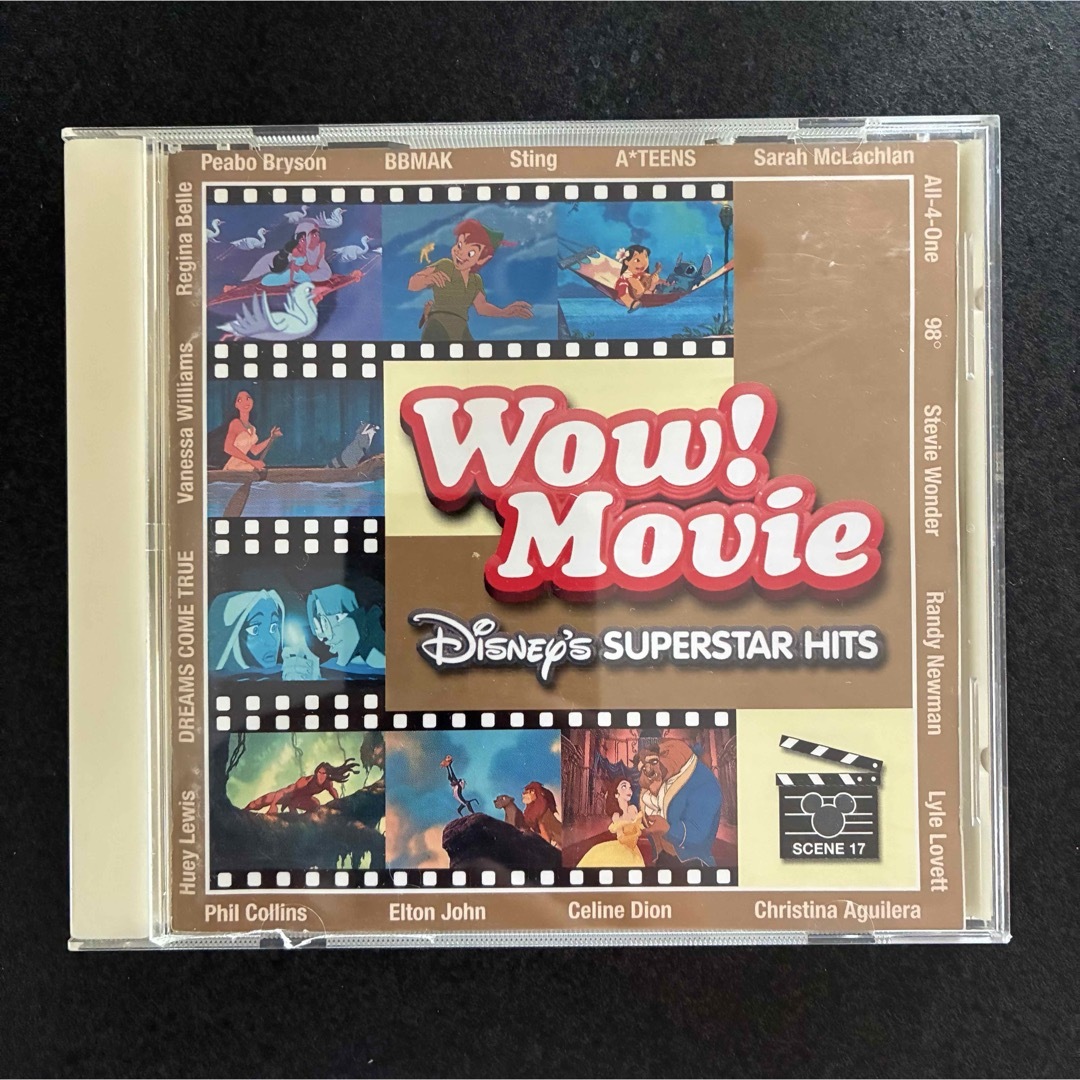 Peabo Bryson BBMAK Sting A*TEENS Sarah McLachlan
All-4-One 98° Stevie Wonder Randy Newman Lyle Lovett
Huey Lewis DREAMS COME TRUE Vanessa Williams Regina Belle
Wow!
Movie
Disney's SUPERSTAR HITS
SCENE 17
Phil Collins Elton John Celine Dion Christina Aguilera